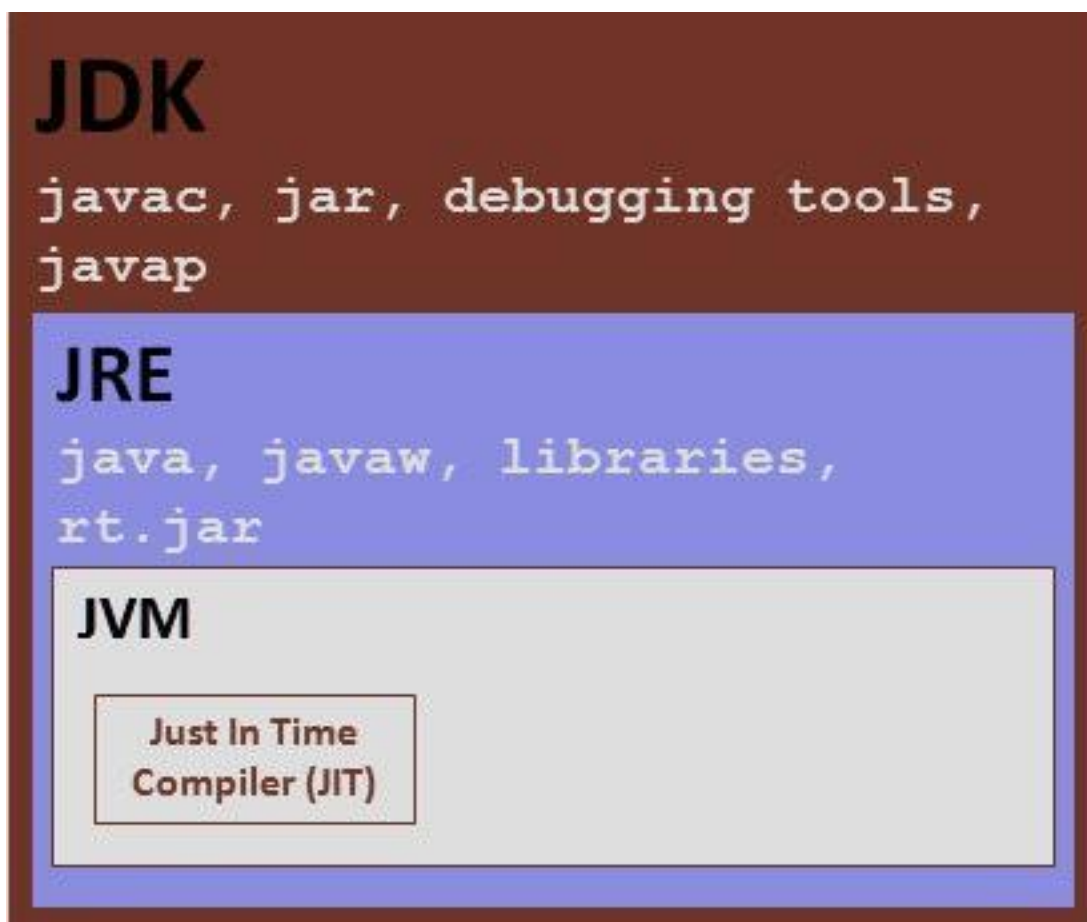 JDK
javac, jar, debugging tools,
javap
JRE
java, javaw, libraries,
rt.jar
JVM
Just In Time
Compiler (JIT)